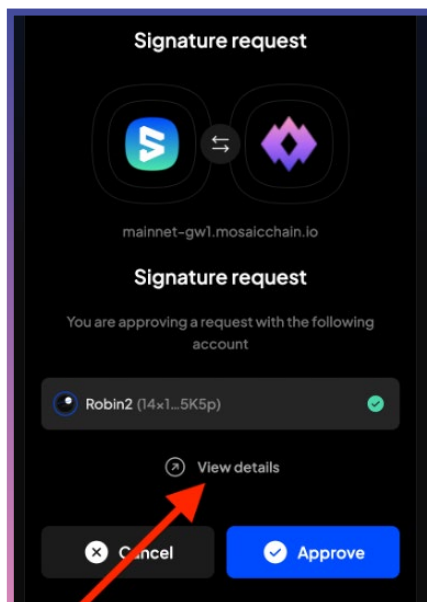 Signature request
mainnet-gw1.mosaicchain.io
Signature request
You are approving a request with the following
account
Robin2 (14x1...5K5p)
View details
Cancel
Approve